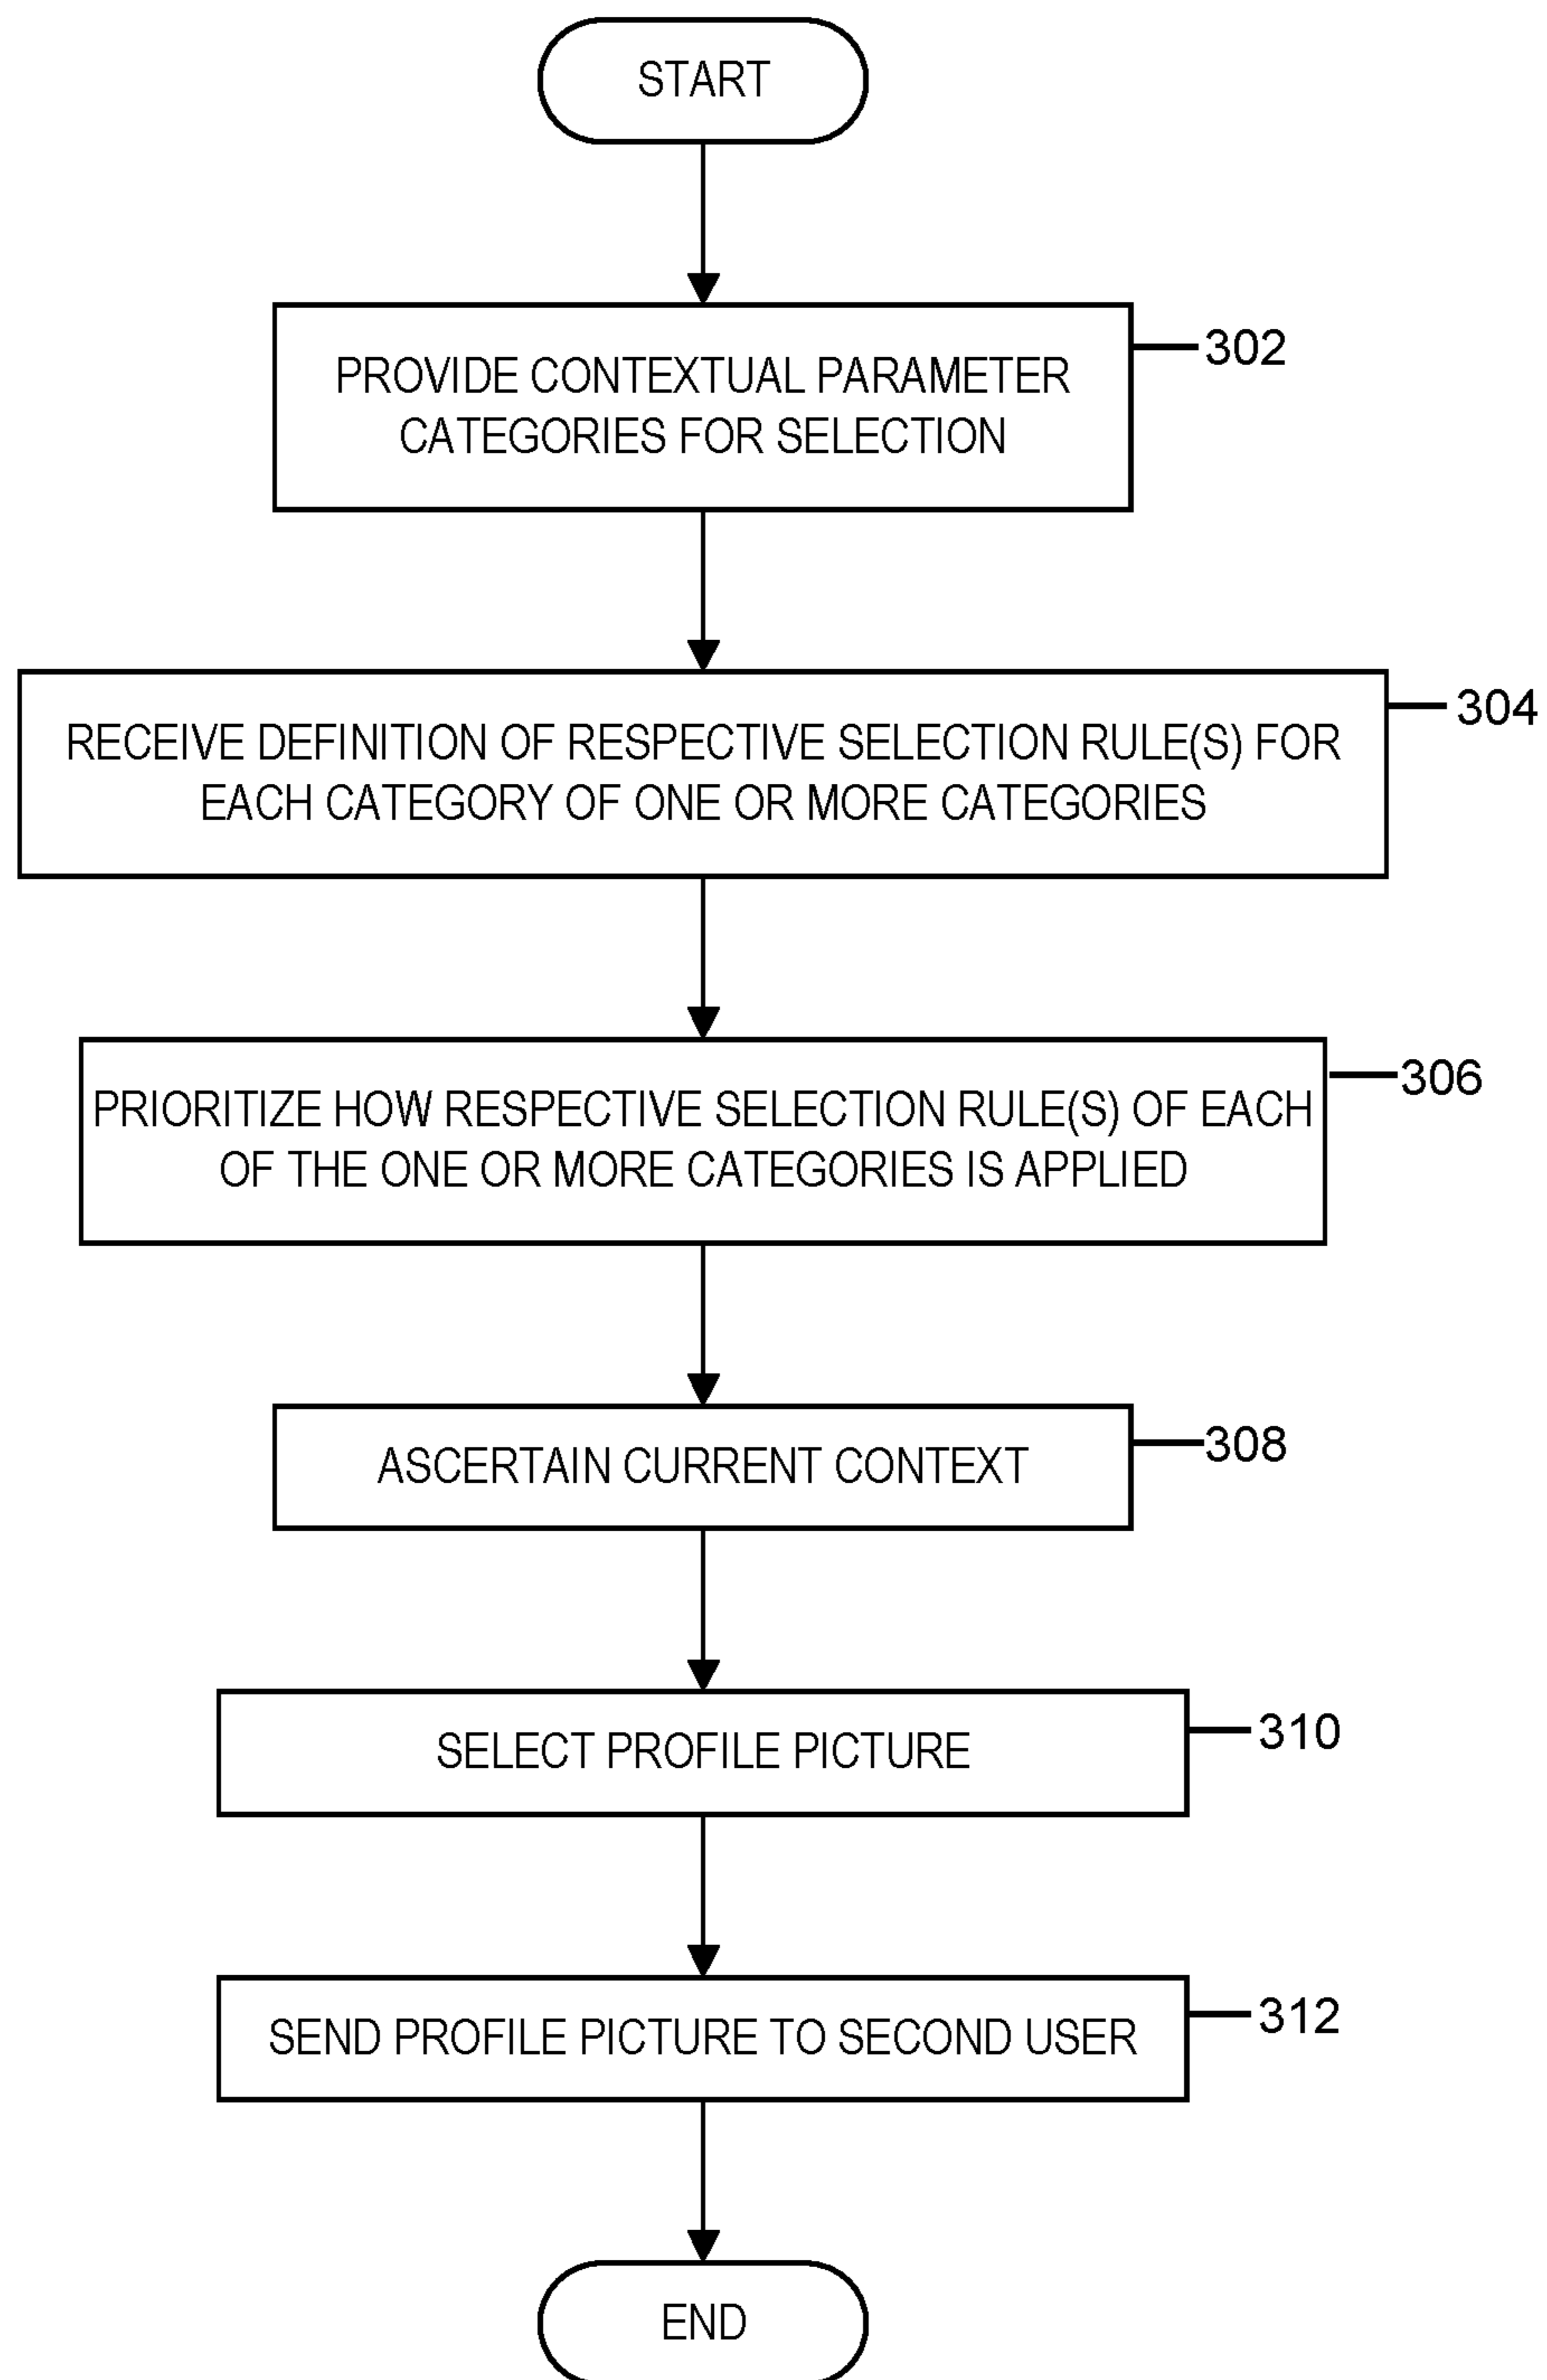 START
PROVIDE CONTEXTUAL PARAMETER
CATEGORIES FOR SELECTION
302
RECEIVE DEFINITION OF RESPECTIVE SELECTION RULE(S) FOR
EACH CATEGORY OF ONE OR MORE CATEGORIES
304
PRIORITIZE HOW RESPECTIVE SELECTION RULE(S) OF EACH
OF THE ONE OR MORE CATEGORIES IS APPLIED
306
ASCERTAIN CURRENT CONTEXT
308
SELECT PROFILE PICTURE
310
SEND PROFILE PICTURE TO SECOND USER
312
END